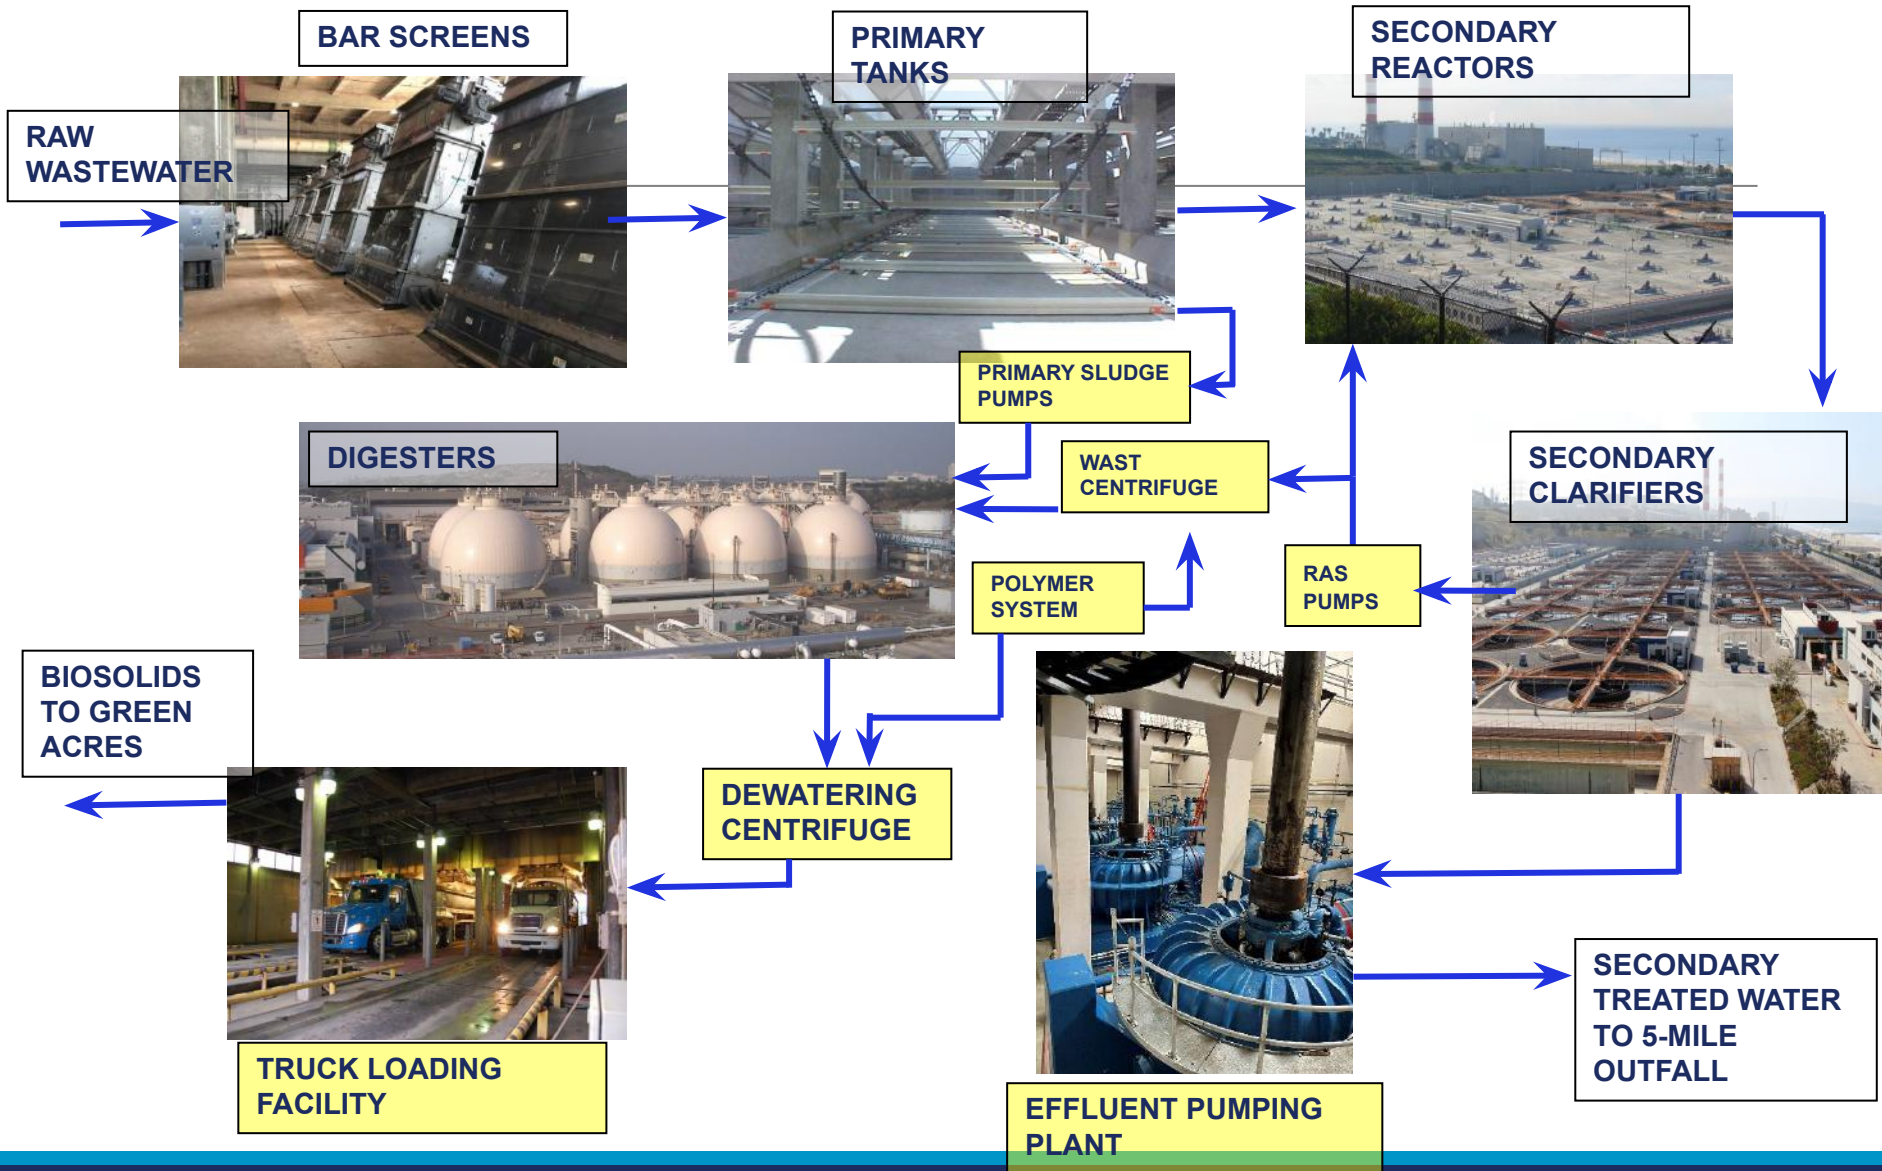 BAR SCREENS
PRIMARY
TANKS
SECONDARY
REACTORS
RAW
WASTEWATER
PRIMARY SLUDGE
PUMPS
DIGESTERS
WAST
CENTRIFUGE
SECONDARY
CLARIFIERS
POLYMER
SYSTEM
RAS
PUMPS
BIOSOLIDS
TO GREEN
ACRES
DEWATERING
CENTRIFUGE
SECONDARY
TREATED WATER
TO 5-MILE
OUTFALL
TRUCK LOADING
FACILITY
EFFLUENT PUMPING
PLANT